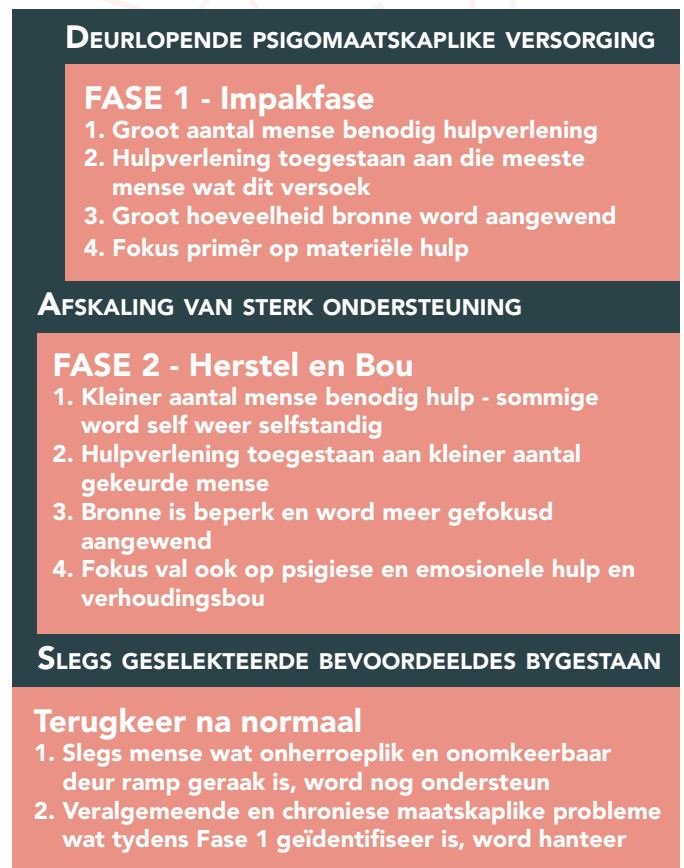 DEURLOPENDE PSIGOMAATSKAPLIKE VERSORGING
FASE 1 - Impakfase
1. Groot aantal mense benodig hulpverlening
2. Hulpverlening toegestaan aan die meeste
mense wat dit versoek
3. Groot hoeveelheid bronne word aangewend
4. Fokus primêr op materiële hulp
AFSKALING VAN STERK ONDERSTEUNING
FASE 2 - Herstel en Bou
1. Kleiner aantal mense benodig hulp - sommige
word self weer selfstandig
2. Hulpverlening toegestaan aan kleiner aantal
gekeurde mense
3. Bronne is beperk en word meer gefokusd
aangewend
4. Fokus val ook op psigiese en emosionele hulp en
verhoudingsbou
SLEGS GESELEKTEERDE BEVOORDEELDES BYGESTAAN
Terugkeer na normaal
1. Slegs mense wat onherroeplik en onomkeerbaar
deur ramp geraak is, word nog ondersteun
2. Veralgemeende en chroniese maatskaplike probleme
wat tydens Fase 1 geïdentifiseer is, word hanteer